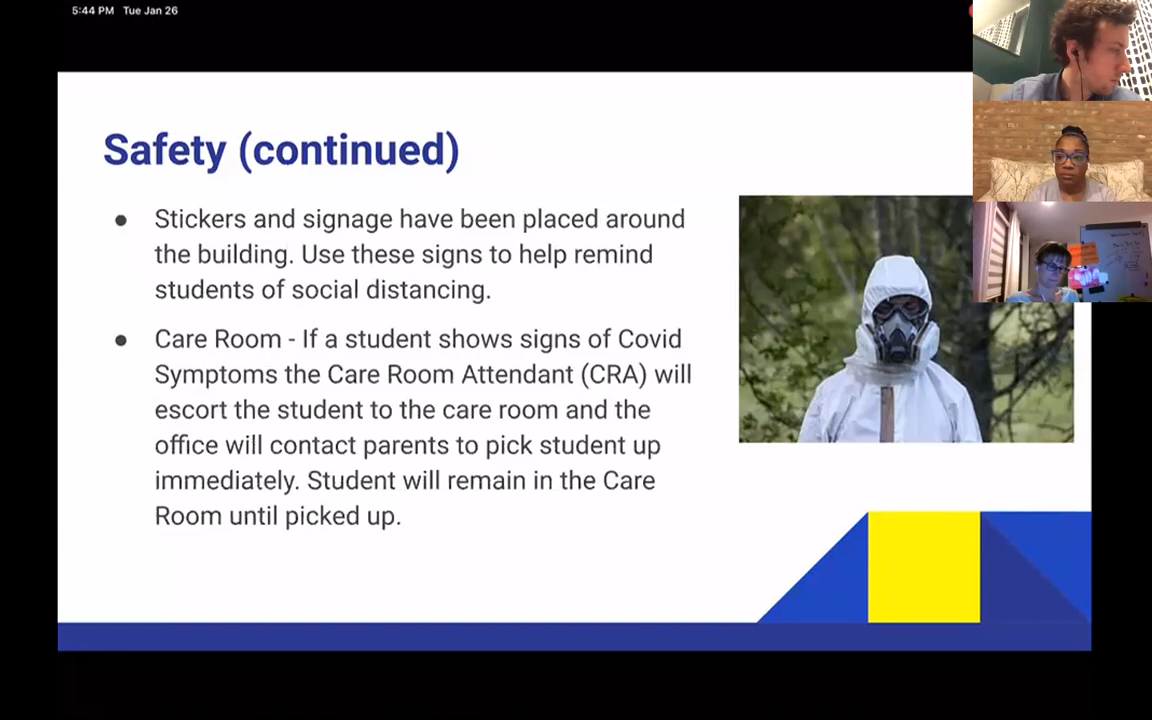 5:44 PM Tue Jan 26
Safety (continued)
● Stickers and signage have been placed around
the building. Use these signs to help remind
students of social distancing.
● Care Room - If a student shows signs of Covid
Symptoms the Care Room Attendant (CRA) will
escort the student to the care room and the
office will contact parents to pick student up
immediately. Student will remain in the Care
Room until picked up.